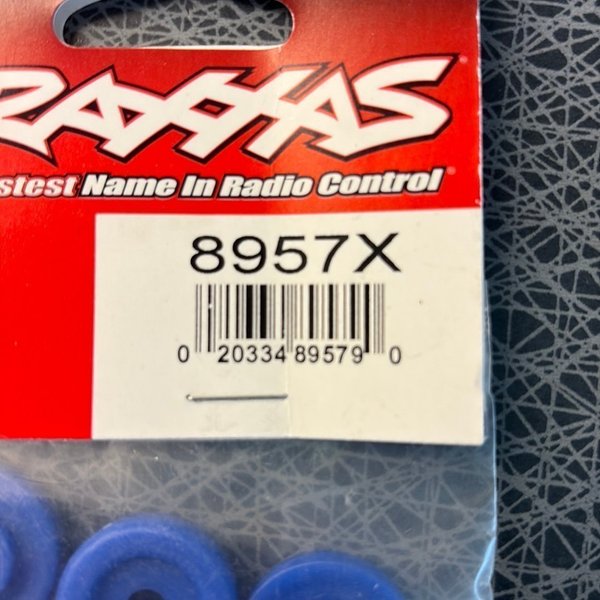 RAXXAS
stest Name In Radio Control
8957X
0 20334 89579 0